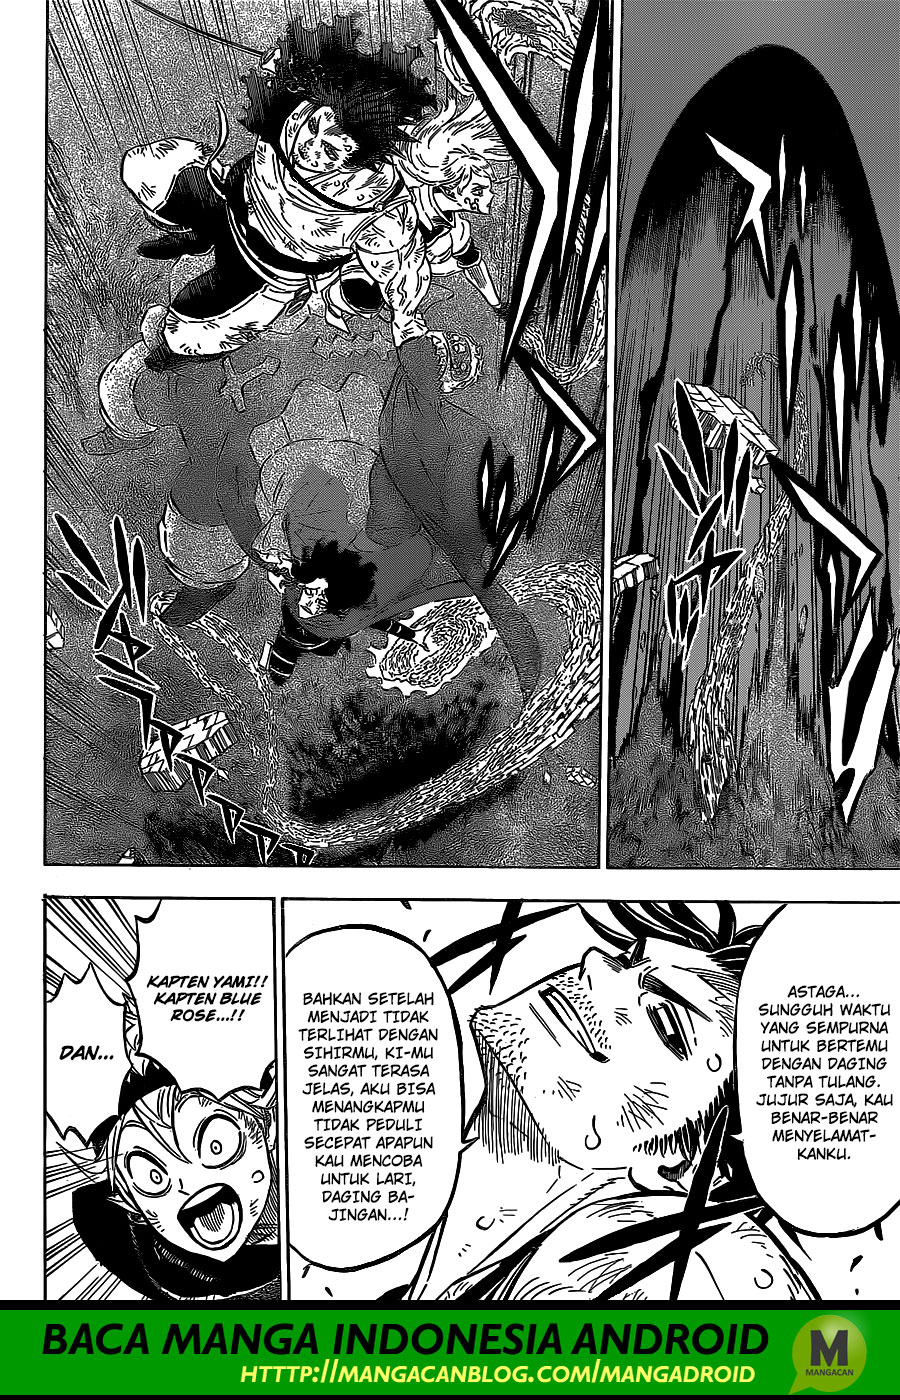 ASTAGA...
SUNGGUH WAKTU
YANG SEMPURNA
UNTUK BERTEMU
DENGAN DAGING
TANPA TULANG.
JUJUR SAJA, KAU
BENAR-BENAR
MENYELAMAT-
KANKU.
BAHKAN SETELAH
MENJADI TIDAK
TERLIHAT DENGAN
SIHIRMU, KI-MU
SANGAT TERASA
JELAS, AKU BISA
MENANGKAPMU
TIDAK PEDULI
SECEPAT APAPUN
KAU MENCOBA
UNTUK LARI,
DAGING BA-
JINGAN...!
KAPTEN YAMI!!
KAPTEN BLUE
ROSE...!!
DAN...
BACA MANGA INDONESIA ANDROID
HTTTP://MANGACANBLOG.COM/MANGADROID
M
MANGACAN